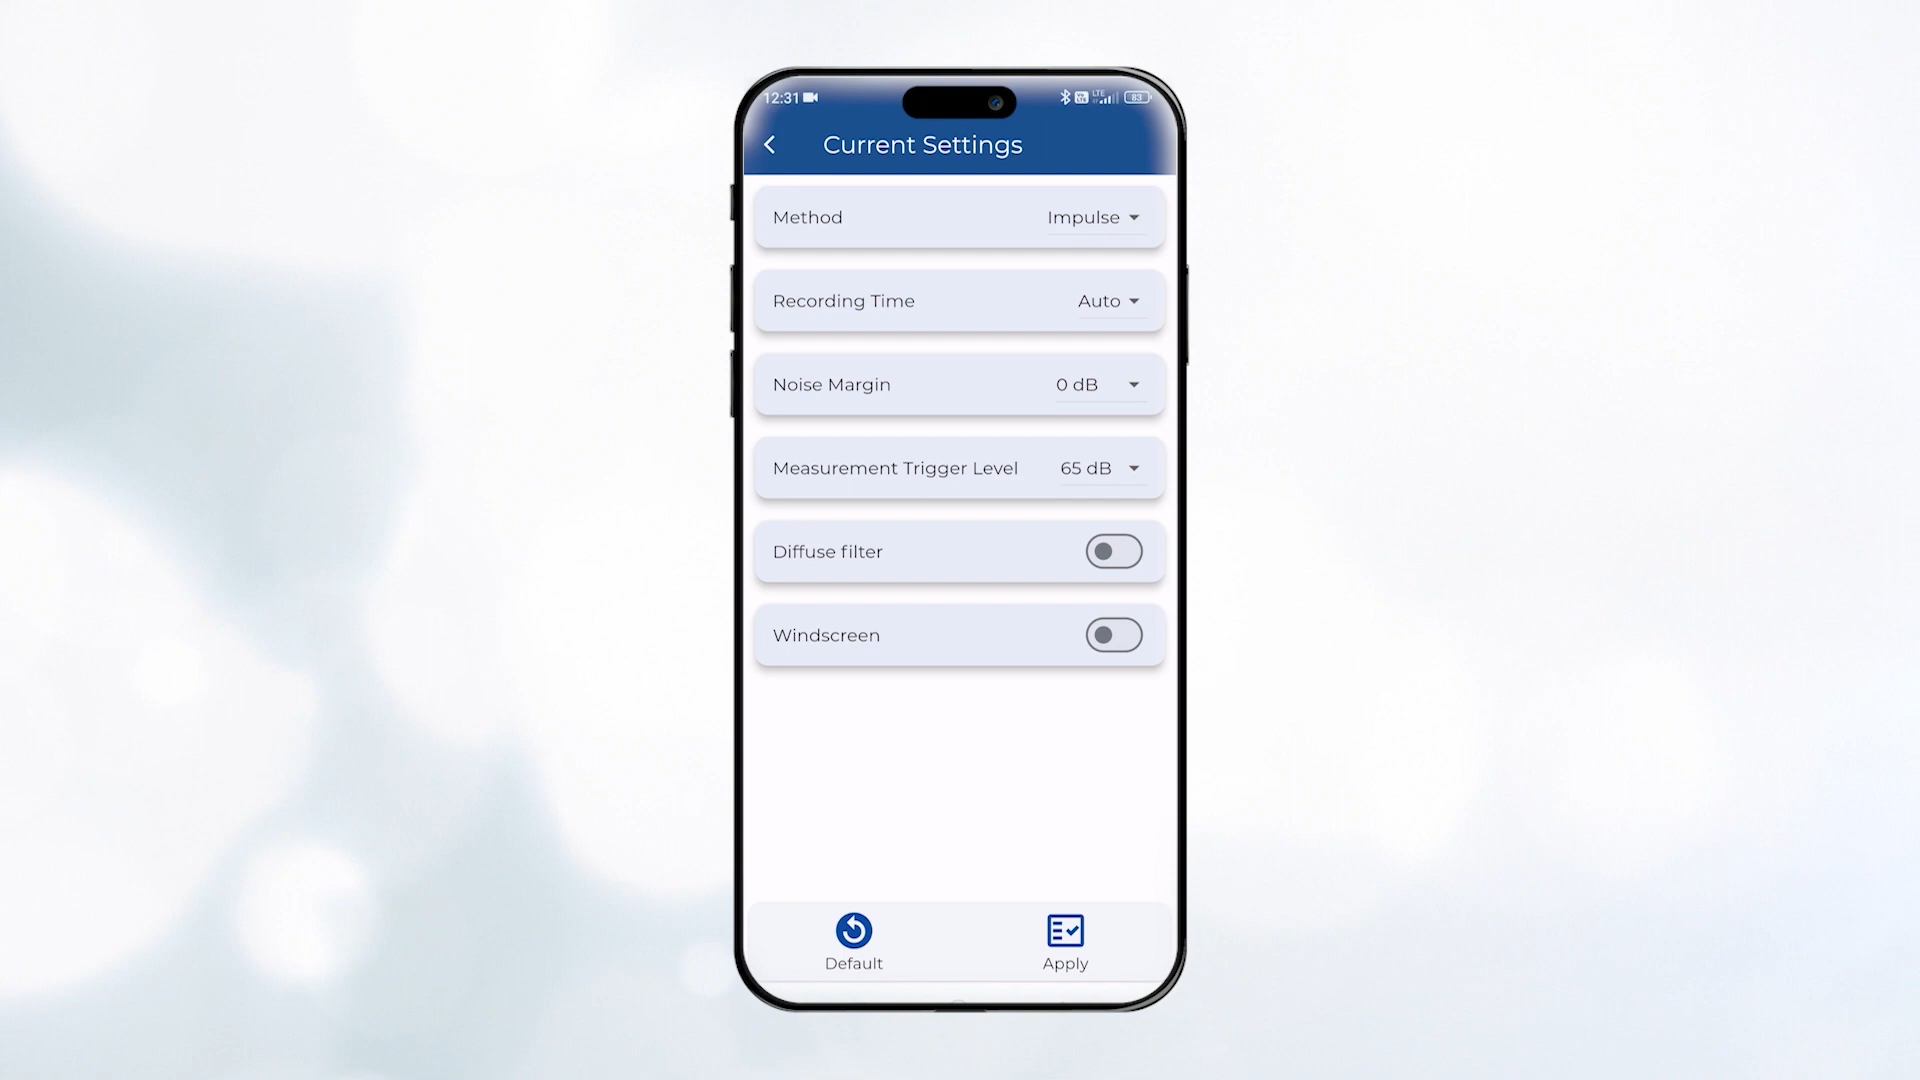 12:31
83
Current Settings
Method
Impulse
Recording Time
Auto
Noise Margin
0 dB
Measurement Trigger Level
65 dB
Diffuse filter
Windscreen
Default
Apply